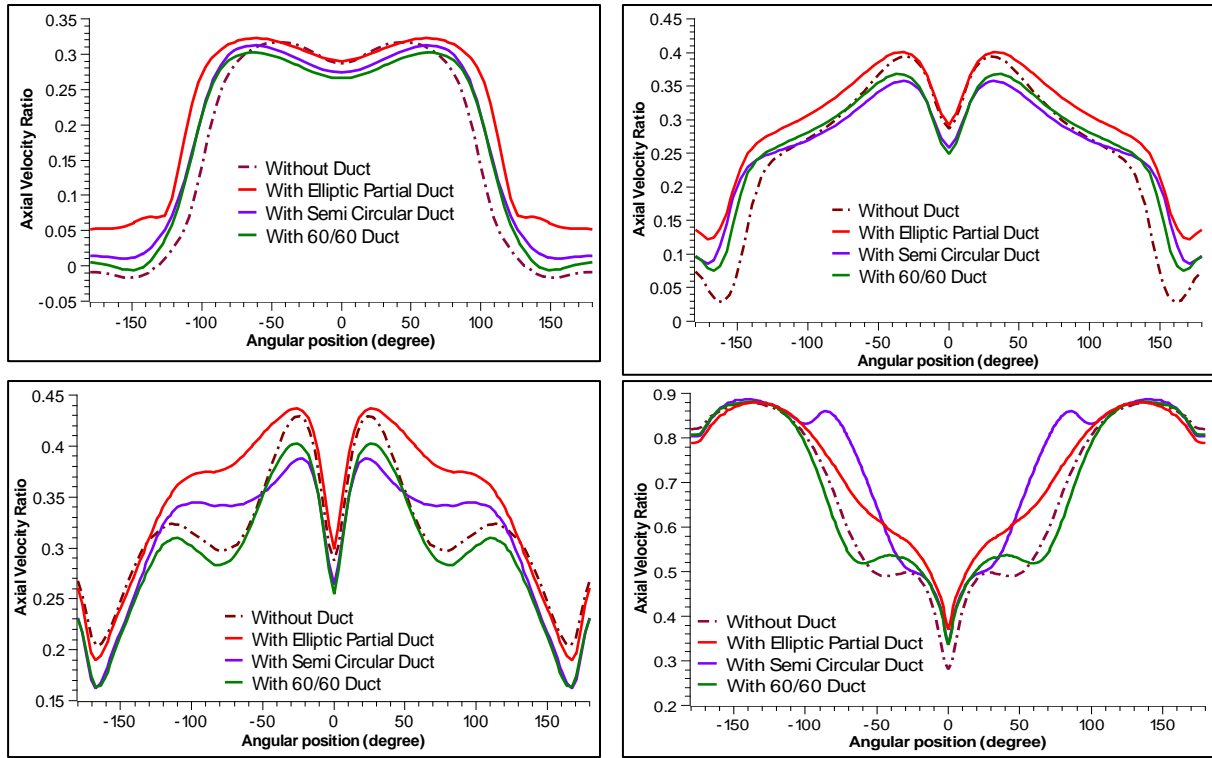 0.35
0.3
0.25
0.2
0.15
0.1
0.05
0
-0.05
Axial Velocity Ratio
Without Duct
With Elliptic Partial Duct
With Semi Circular Duct
With 60/60 Duct
-150 -100 -50 0 50 100 150
Angular position (degree)
0.45
0.4
0.35
0.3
0.25
0.2
0.15
0.1
0.05
0
Axial Velocity Ratio
Without Duct
With Elliptic Partial Duct
With Semi Circular Duct
With 60/60 Duct
-150 -100 -50 0 50 100 150
Angular position (degree)
0.45
0.4
0.35
0.3
0.25
0.2
0.15
Axial Velocity Ratio
Without Duct
With Elliptic Partial Duct
With Semi Circular Duct
With 60/60 Duct
-150 -100 -50 0 50 100 150
Angular position (degree)
0.9
0.8
0.7
0.6
0.5
0.4
0.3
0.2
Axial Velocity Ratio
Without Duct
With Elliptic Partial Duct
With Semi Circular Duct
With 60/60 Duct
-150 -100 -50 0 50 100 150
Angular position (degree)